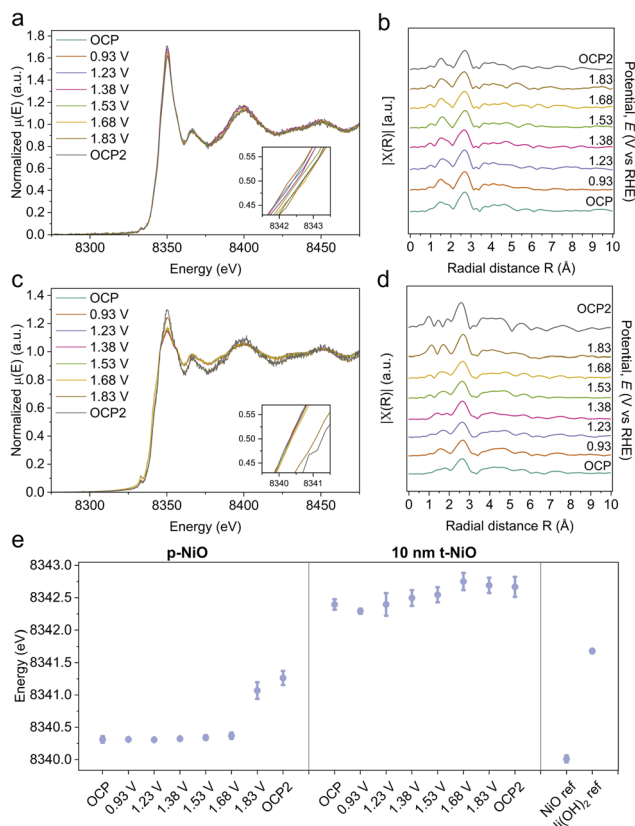 a
Normalized μ(E) (a.u.)
1.8
1.6
1.4
1.2
1.0
0.8
0.6
0.4
0.2
0.0
OCP
0.93 V
1.23 V
1.38 V
1.53 V
1.68 V
1.83 V
OCP2
0.55
0.50
0.45
8342
8343
8300
8350
8400
8450
Energy (eV)
b
|X(R)| [a.u.]
OCP2
1.83
1.68
1.53
1.38
1.23
0.93
OCP
Potential, E (V vs RHE)
0 1 2 3 4 5 6 7 8 9 10
Radial distance R (Å)
c
Normalized μ(E) (a.u.)
1.4
1.2
1.0
0.8
0.6
0.4
0.2
0.0
OCP
0.93 V
1.23 V
1.38 V
1.53 V
1.68 V
1.83 V
OCP2
0.55
0.50
0.45
8340
8341
8300
8350
8400
8450
Energy (eV)
d
|X(R)| (a.u.)
OCP2
1.83
1.68
1.53
1.38
1.23
0.93
OCP
Potential, E (V vs RHE)
0 1 2 3 4 5 6 7 8 9 10
Radial distance R (Å)
e
p-NiO
10 nm t-NiO
Energy (eV)
8343.0
8342.5
8342.0
8341.5
8341.0
8340.5
8340.0
OCP
0.93 V
1.23 V
1.38 V
1.53 V
1.68 V
1.83 V
OCP2
OCP
0.93 V
1.23 V
1.38 V
1.53 V
1.68 V
1.83 V
OCP2
NiO ref
li(OH)2 ref